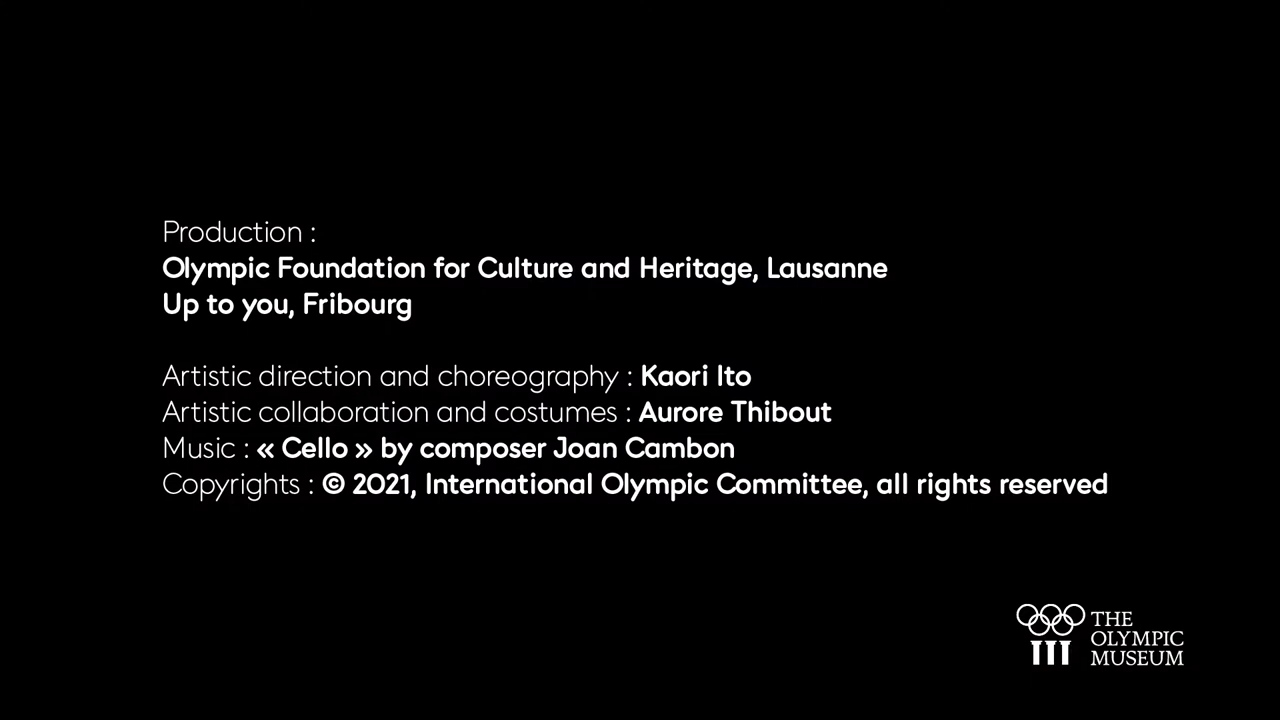 Production :
Olympic Foundation for Culture and Heritage, Lausanne
Up to you, Fribourg
Artistic direction and choreography : Kaori Ito
Artistic collaboration and costumes : Aurore Thibout
Music : « Cello » by composer Joan Cambon
Copyrights : © 2021, International Olympic Committee, all rights reserved
THE
OLYMPIC
MUSEUM